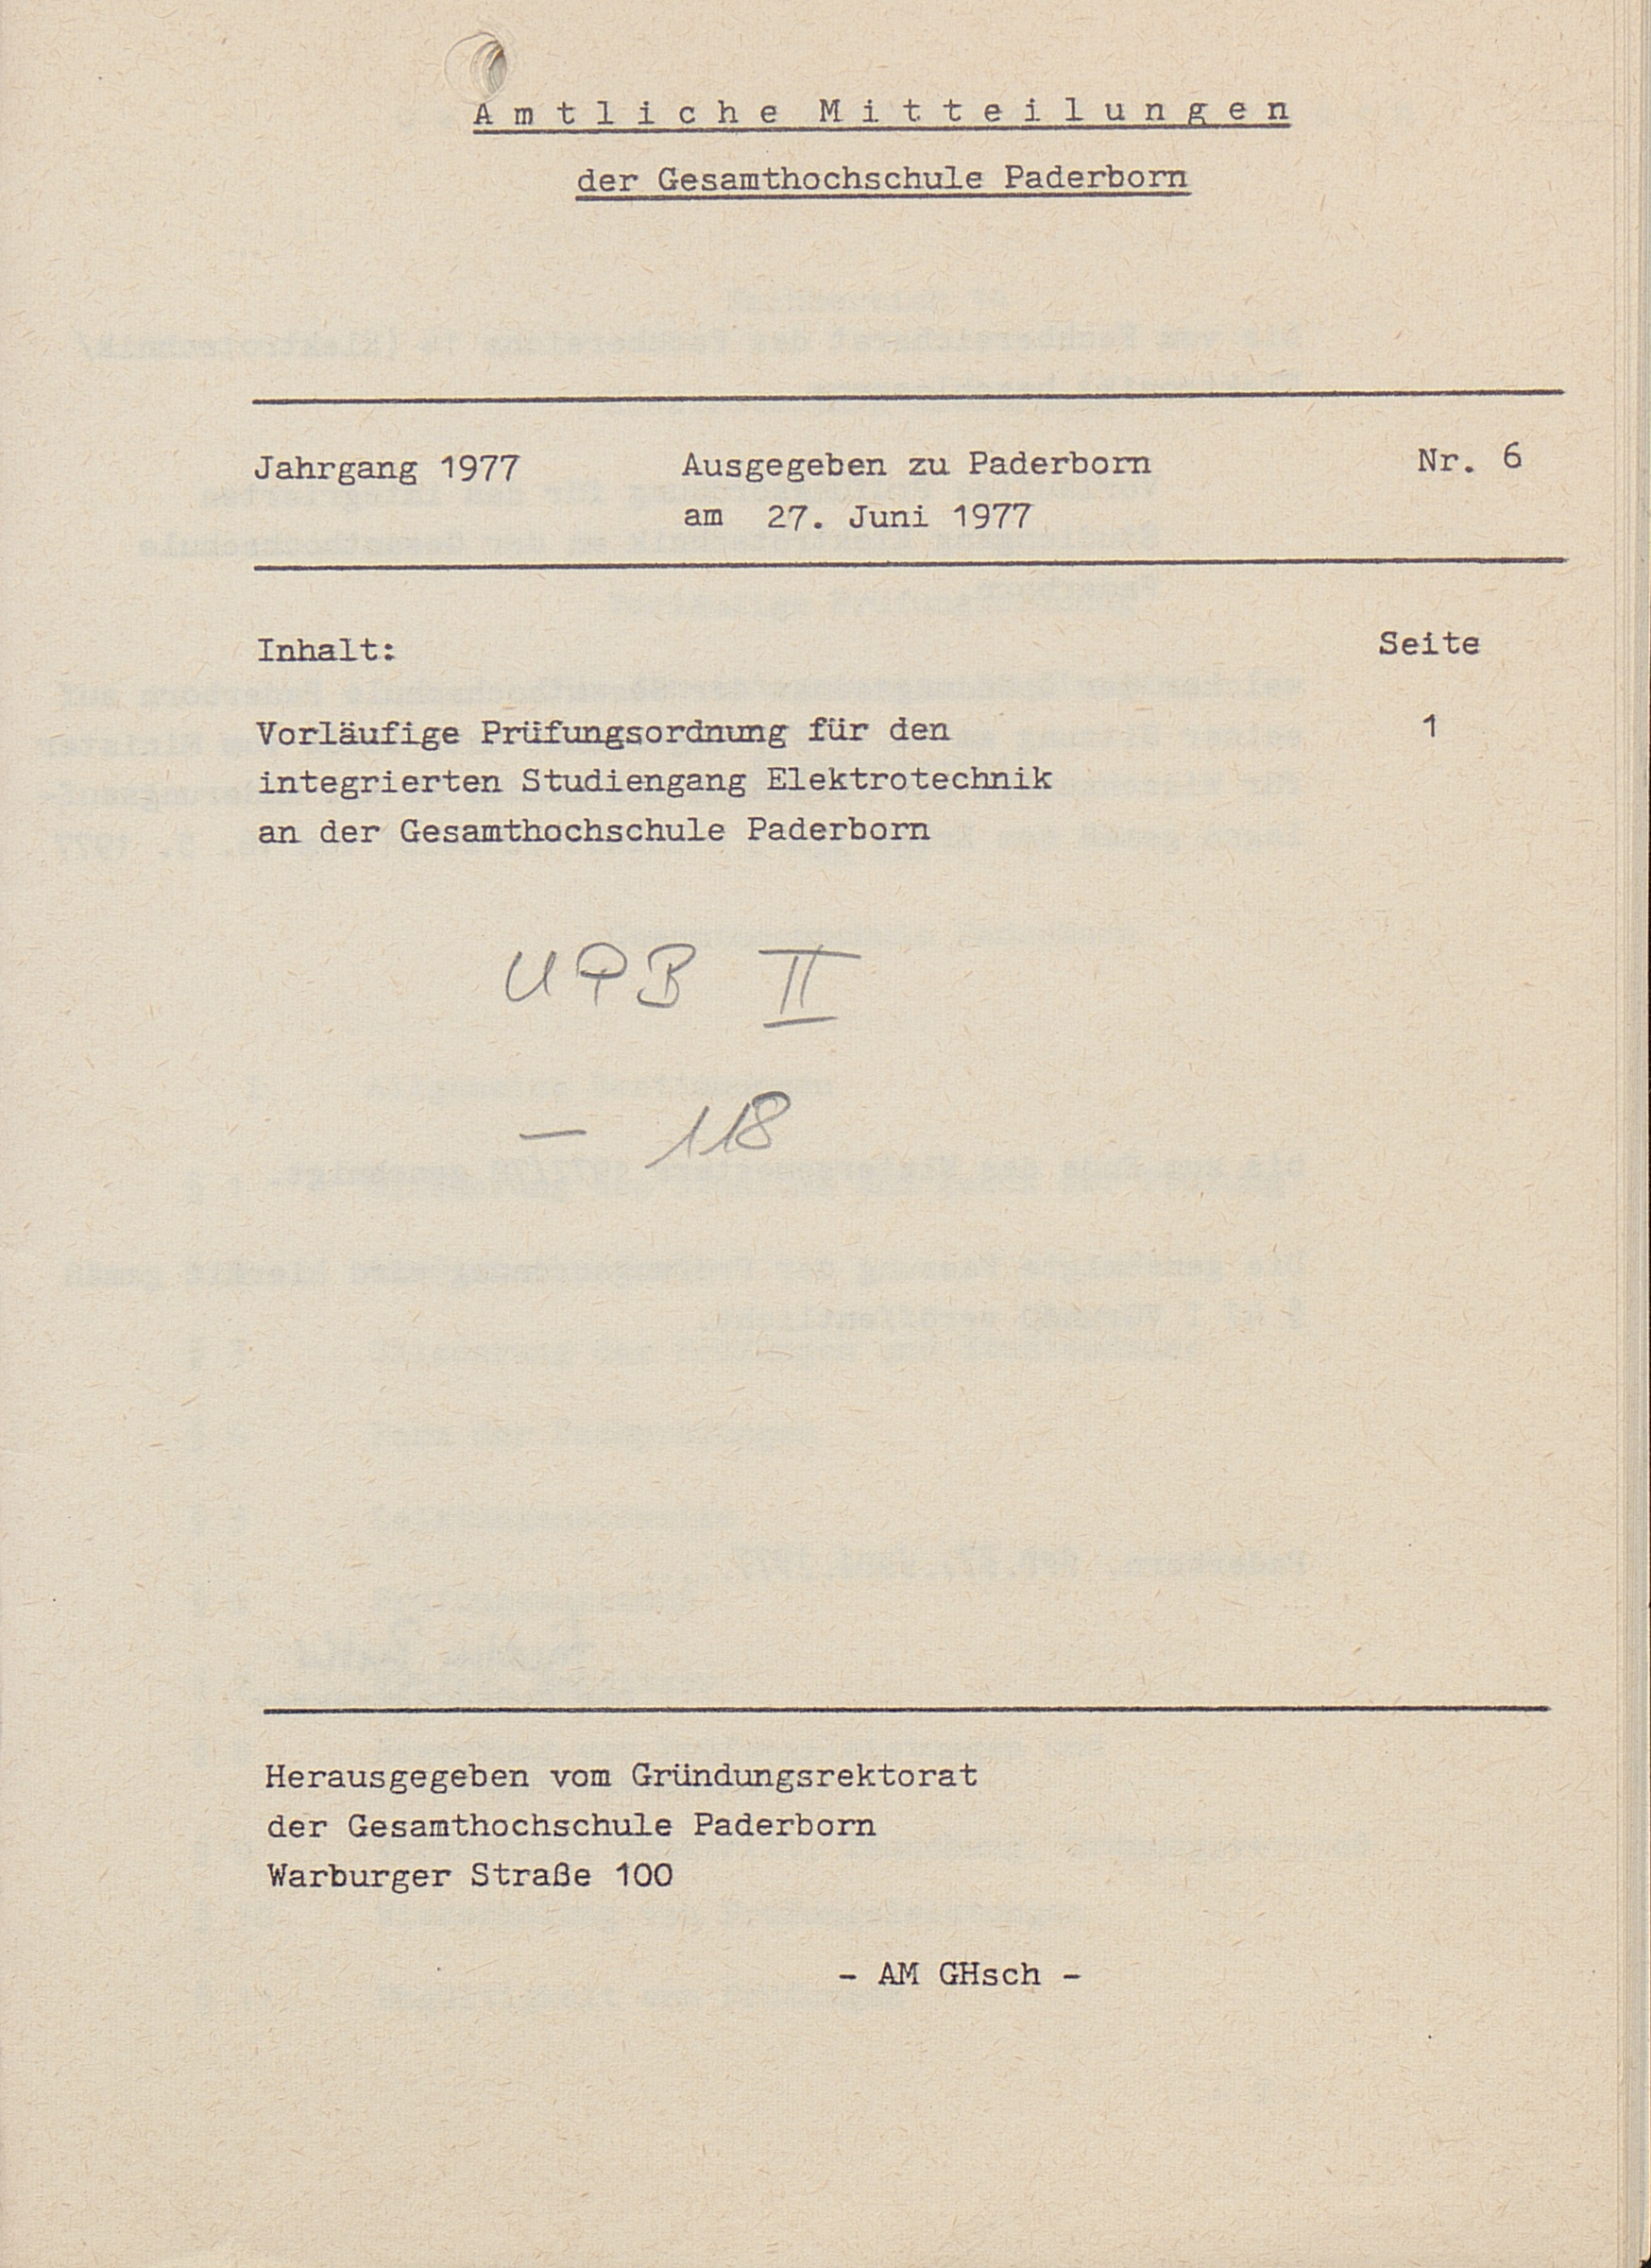 Amtliche Mitteilungen
der Gesamthochschule Paderborn
Jahrgang 1977 Ausgegeben zu Paderborn Nr. 6
am 27. Juni 1977
Inhalt: Seite
Vorläufige Prüfungsordnung für den 1
integrierten Studiengang Elektrotechnik
an der Gesamthochschule Paderborn
UPB II
— 118
Herausgegeben vom Gründungsrektorat
der Gesamthochschule Paderborn
Warburger Straße 100
- AM GHsch -